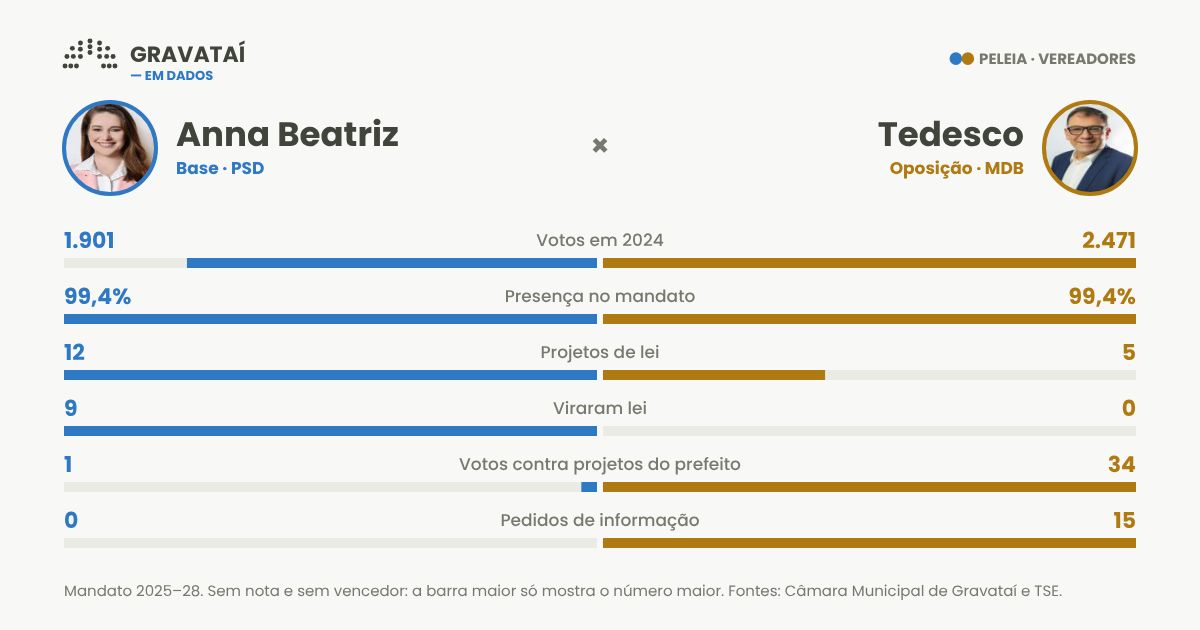 GRAVATAÍ
— EM DADOS
PELEIA · VEREADORES
Anna Beatriz
Base · PSD
×
Tedesco
Oposição · MDB
1.901 Votos em 2024 2.471
99,4% Presença no mandato 99,4%
12 Projetos de lei 5
9 Viraram lei 0
1 Votos contra projetos do prefeito 34
0 Pedidos de informação 15
Mandato 2025–28. Sem nota e sem vencedor: a barra maior só mostra o número maior. Fontes: Câmara Municipal de Gravataí e TSE.